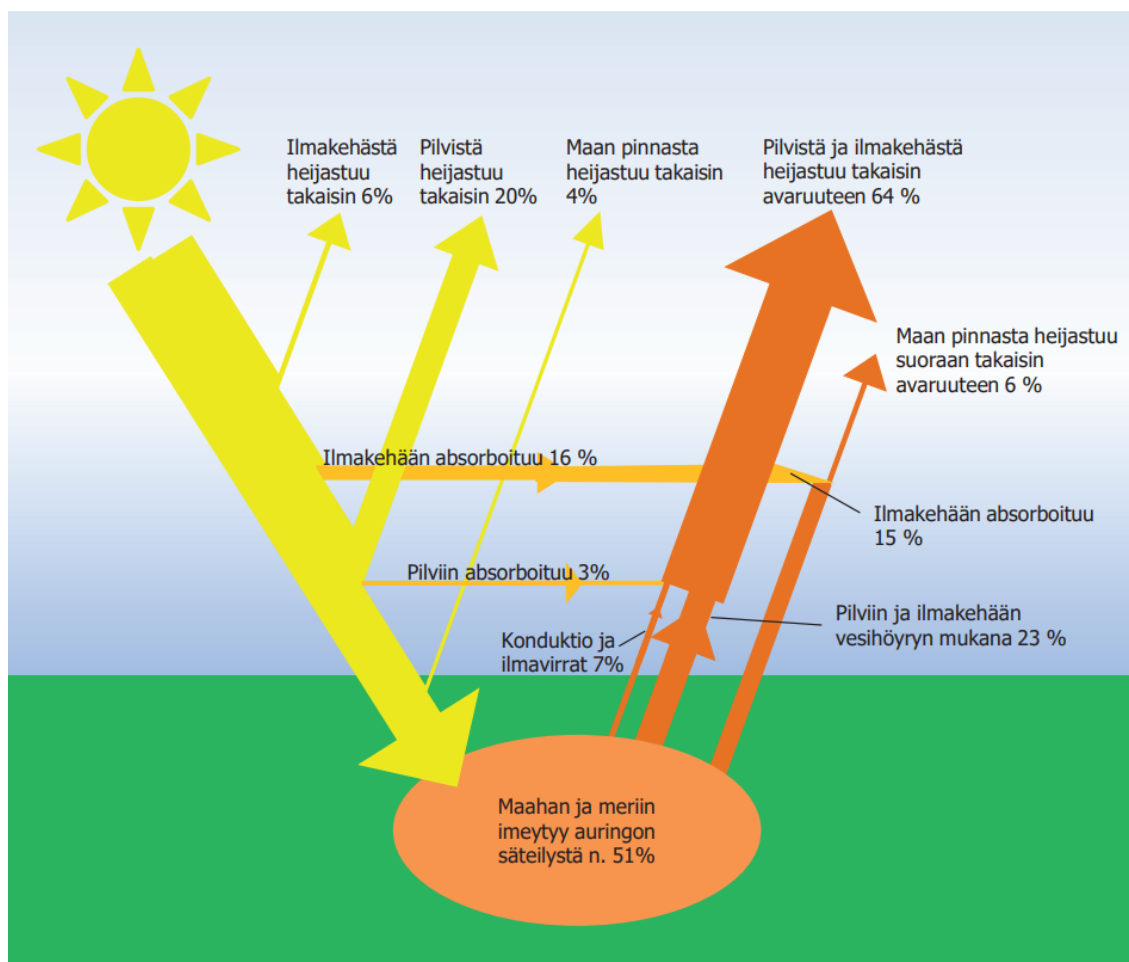 Ilmakehästä
heijastuu
takaisin 6%
Pilvistä
heijastuu
takaisin 20%
Maan pinnasta
heijastuu takaisin
4%
Pilvistä ja ilmakehästä
heijastuu takaisin
avaruuteen 64 %
Maan pinnasta heijastuu
suoraan takaisin
avaruuteen 6 %
Ilmakehään absorboituu 16 %
Ilmakehään absorboituu
15 %
Pilviin absorboituu 3%
Konduktio ja
ilmavirrat 7%
Pilviin ja ilmakehään
vesihöyryn mukana 23 %
Maahan ja meriin
imeytyy auringon
säteilystä n. 51%